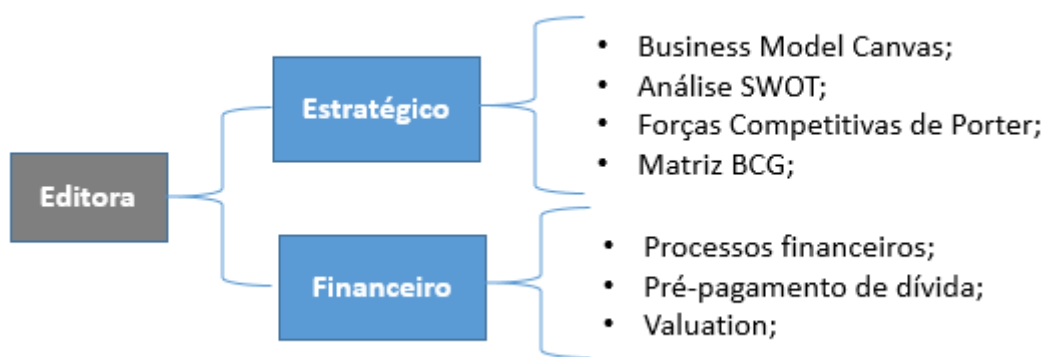 Editora
Estratégico
• Business Model Canvas;
• Análise SWOT;
• Forças Competitivas de Porter;
• Matriz BCG;
Financeiro
• Processos financeiros;
• Pré-pagamento de dívida;
• Valuation;